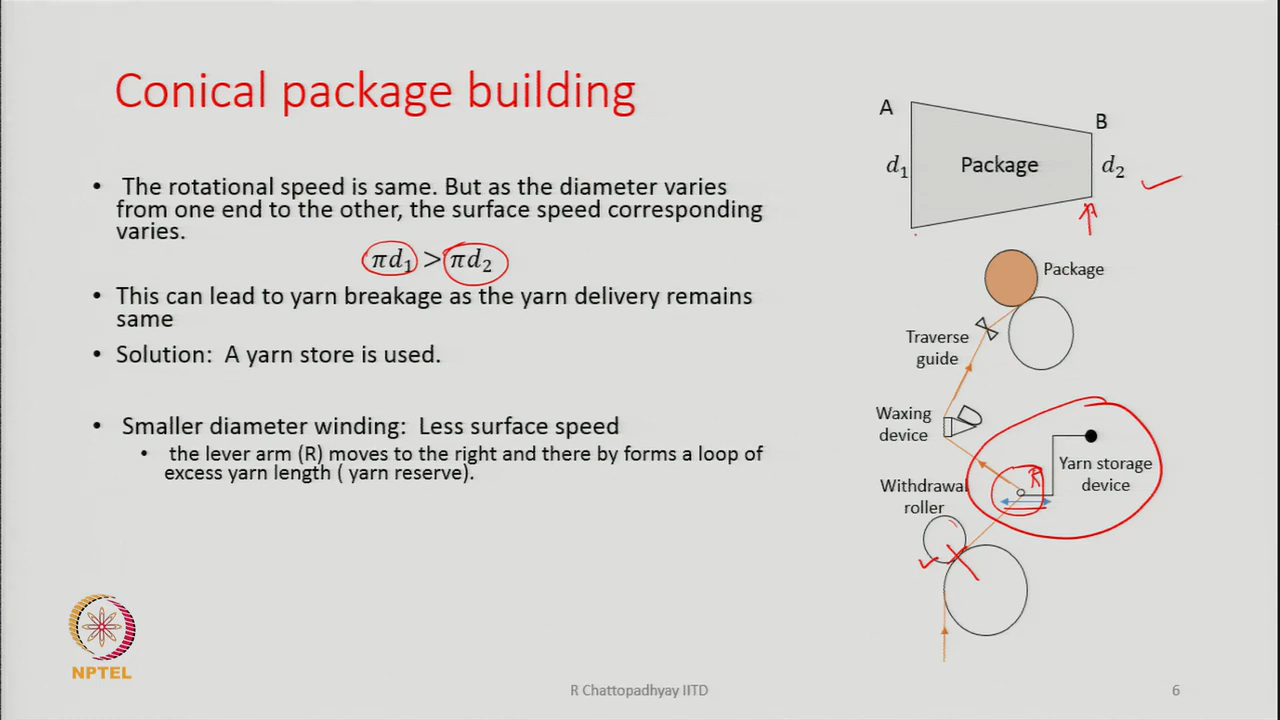 Conical package building
• The rotational speed is same. But as the diameter varies
from one end to the other, the surface speed corresponding
varies.
πd₁ > πd₂
• This can lead to yarn breakage as the yarn delivery remains
same
• Solution: A yarn store is used.
• Smaller diameter winding: Less surface speed
• the lever arm (R) moves to the right and there by forms a loop of
excess yarn length ( yarn reserve).
A
B
d₁
Package
d₂
Package
Traverse
guide
Waxing
device
R
Yarn storage
device
Withdrawal
roller
NPTEL
R Chattopadhyay IITD
6